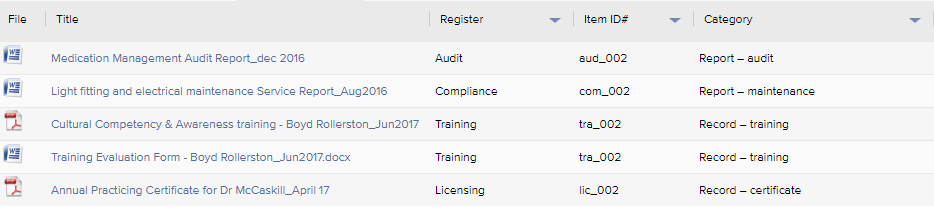 File Title Register Item ID# Category
Medication Management Audit Report_dec 2016 Audit aud_002 Report – audit
Light fitting and electrical maintenance Service Report_Aug2016 Compliance com_002 Report – maintenance
Cultural Competency & Awareness training - Boyd Rollerston_Jun2017 Training tra_002 Record – training
Training Evaluation Form - Boyd Rollerston_Jun2017.docx Training tra_002 Record – training
Annual Practicing Certificate for Dr McCaskill_April 17 Licensing lic_002 Record – certificate